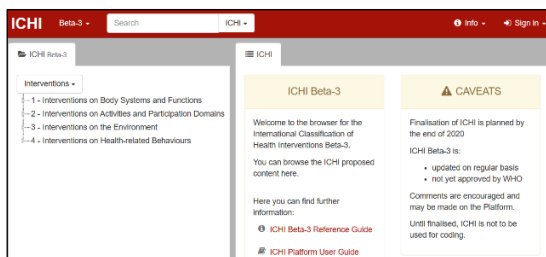 ICHI Beta-3 Search ICHI Info Sign in
ICHI Beta-3
Interventions
1 - Interventions on Body Systems and Functions
2 - Interventions on Activities and Participation Domains
3 - Interventions on the Environment
4 - Interventions on Health-related Behaviours
ICHI
ICHI Beta-3
Welcome to the browser for the
International Classification of
Health Interventions Beta-3.
You can browse the ICHI proposed
content here.
Here you can find further
information:
ICHI Beta-3 Reference Guide
ICHI Platform User Guide
CAVEATS
Finalisation of ICHI is planned by
the end of 2020
ICHI Beta-3 is:
• updated on regular basis
• not yet approved by WHO
Comments are encouraged and
may be made on the Platform.
Until finalised, ICHI is not to be
used for coding.